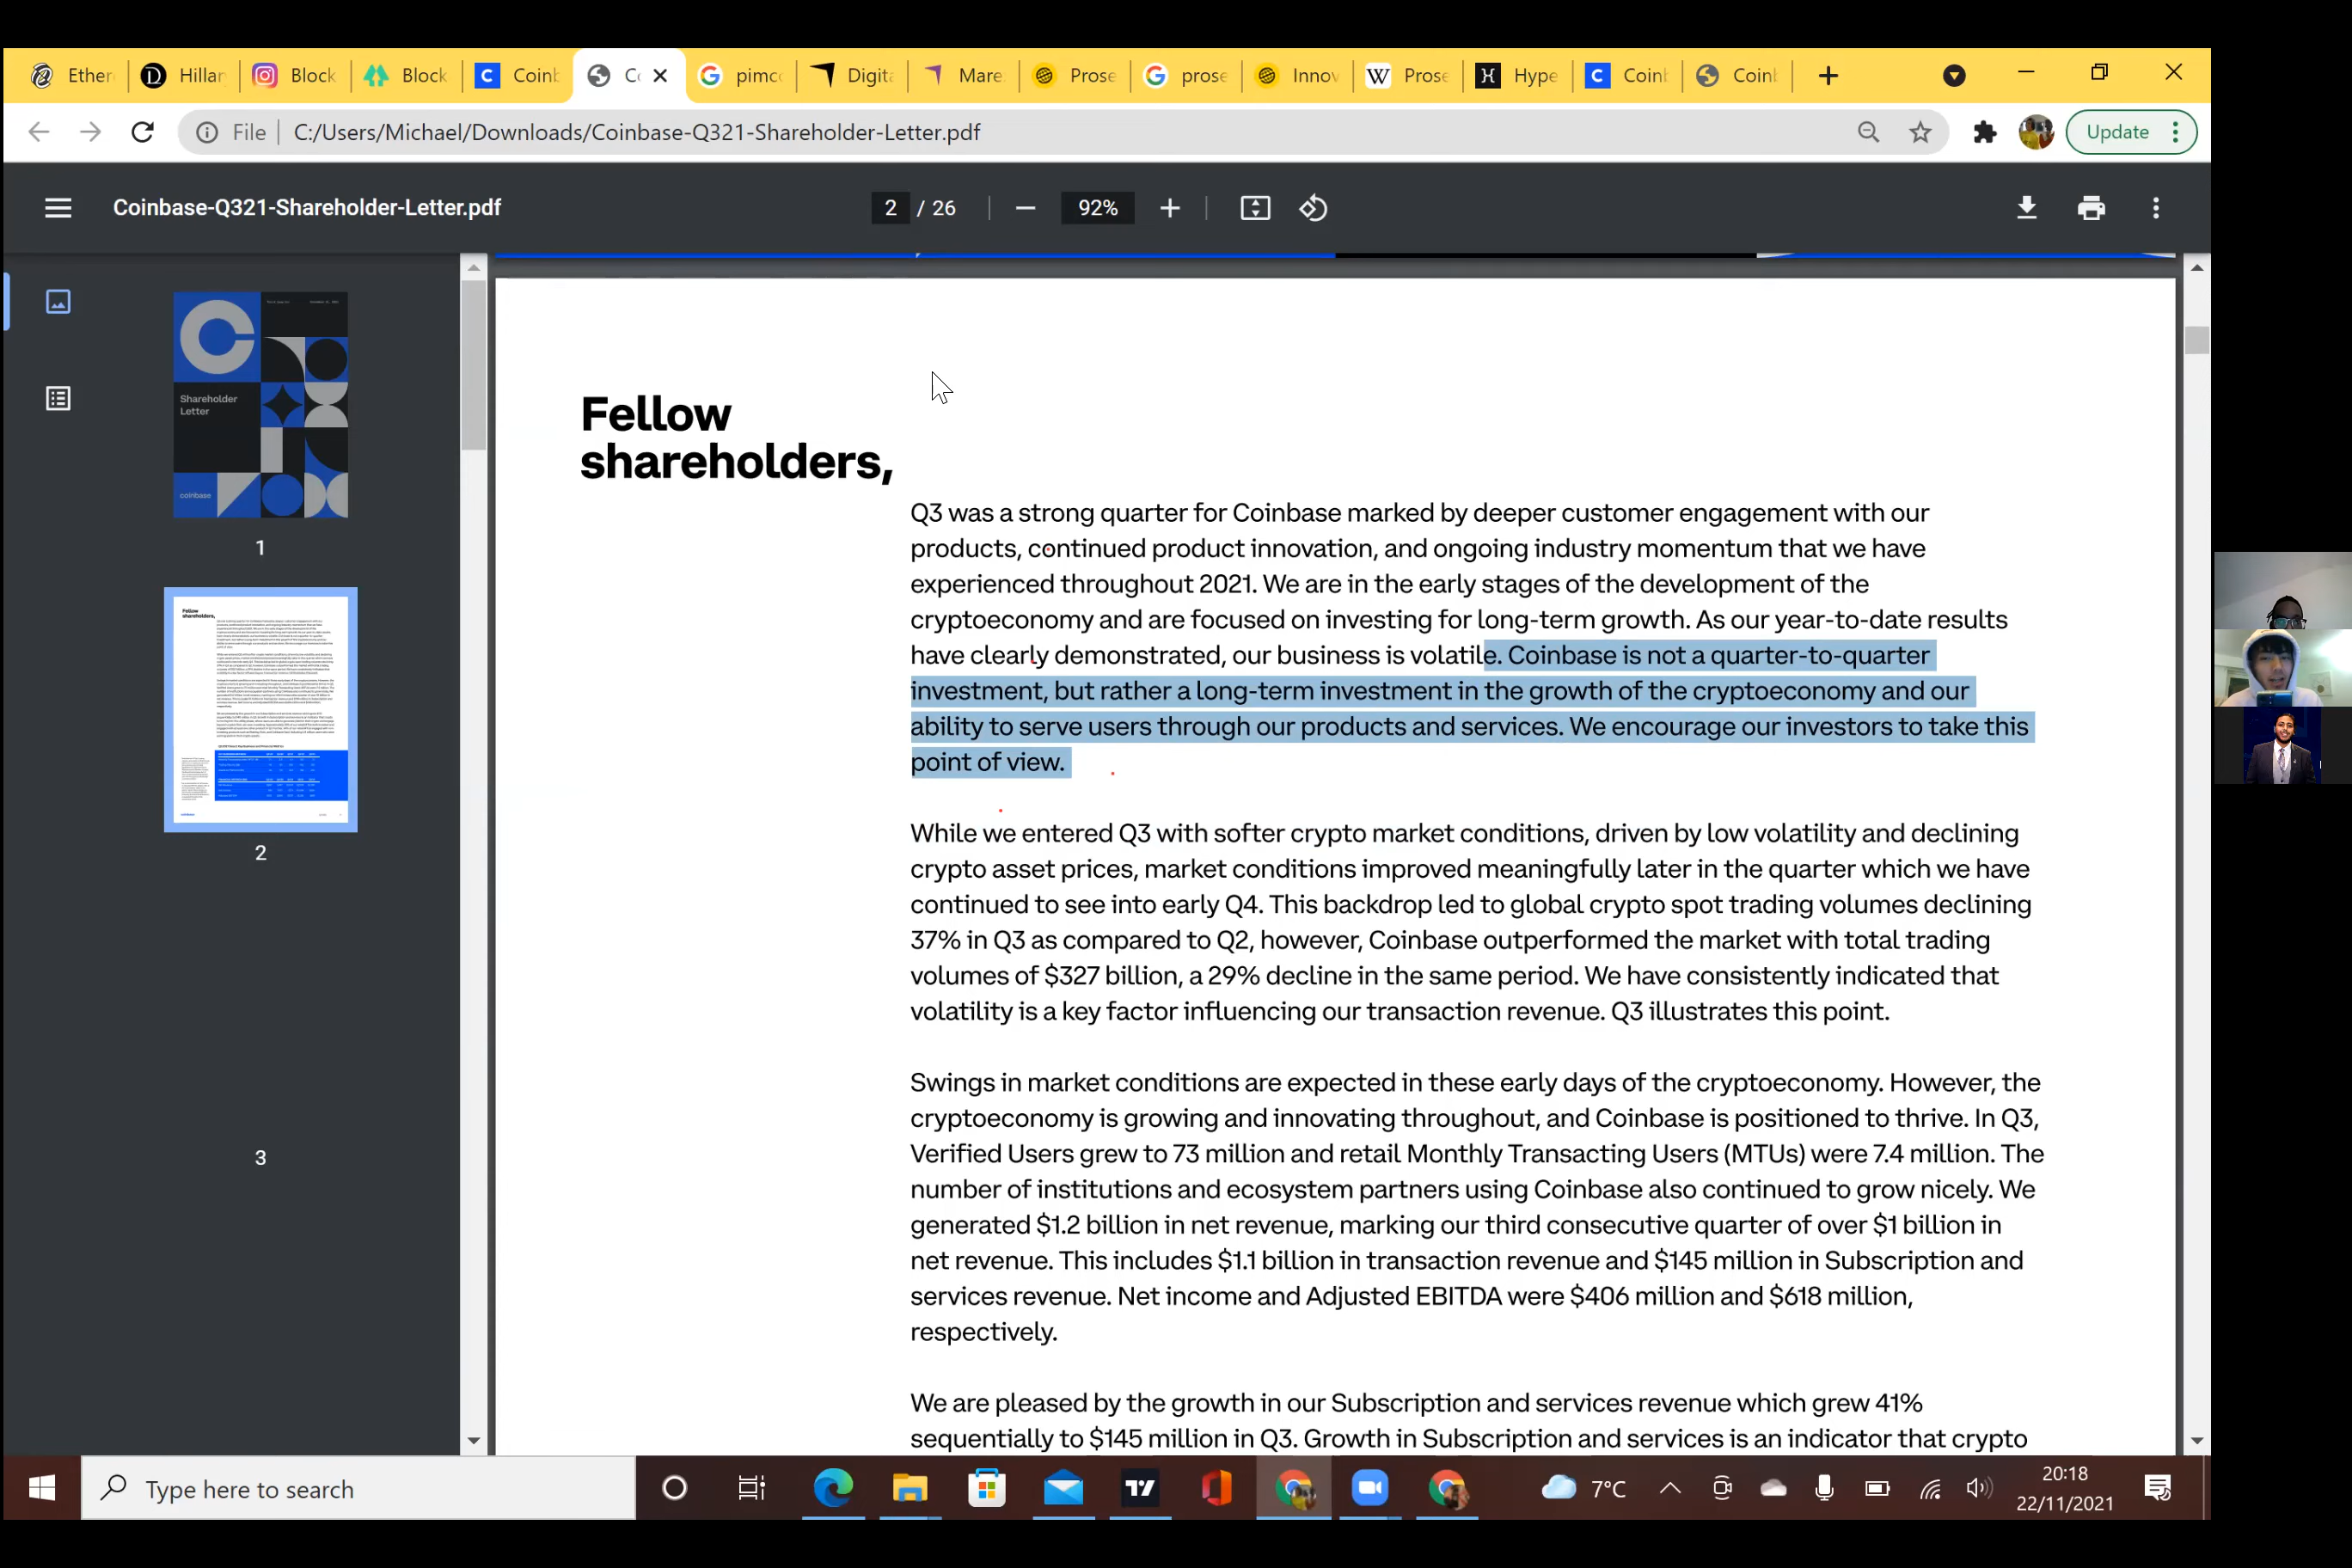 Ether
Hillar
Block
Block
Coinb
Co
pimco
Digita
Mare
Prose
prose
Innov
Prose
Hype
Coinb
Coinb
File
C:/Users/Michael/Downloads/Coinbase-Q321-Shareholder-Letter.pdf
Update
Coinbase-Q321-Shareholder-Letter.pdf
2 / 26
92%
Shareholder
Letter
coinbase
1
Fellow
shareholders,
2
3
Fellow
shareholders,
Q3 was a strong quarter for Coinbase marked by deeper customer engagement with our
products, continued product innovation, and ongoing industry momentum that we have
experienced throughout 2021. We are in the early stages of the development of the
cryptoeconomy and are focused on investing for long-term growth. As our year-to-date results
have clearly demonstrated, our business is volatile. Coinbase is not a quarter-to-quarter
investment, but rather a long-term investment in the growth of the cryptoeconomy and our
ability to serve users through our products and services. We encourage our investors to take this
point of view.
While we entered Q3 with softer crypto market conditions, driven by low volatility and declining
crypto asset prices, market conditions improved meaningfully later in the quarter which we have
continued to see into early Q4. This backdrop led to global crypto spot trading volumes declining
37% in Q3 as compared to Q2, however, Coinbase outperformed the market with total trading
volumes of $327 billion, a 29% decline in the same period. We have consistently indicated that
volatility is a key factor influencing our transaction revenue. Q3 illustrates this point.
Swings in market conditions are expected in these early days of the cryptoeconomy. However, the
cryptoeconomy is growing and innovating throughout, and Coinbase is positioned to thrive. In Q3,
Verified Users grew to 73 million and retail Monthly Transacting Users (MTUs) were 7.4 million. The
number of institutions and ecosystem partners using Coinbase also continued to grow nicely. We
generated $1.2 billion in net revenue, marking our third consecutive quarter of over $1 billion in
net revenue. This includes $1.1 billion in transaction revenue and $145 million in Subscription and
services revenue. Net income and Adjusted EBITDA were $406 million and $618 million,
respectively.
We are pleased by the growth in our Subscription and services revenue which grew 41%
sequentially to $145 million in Q3. Growth in Subscription and services is an indicator that crypto
Type here to search
7°C
20:18
22/11/2021